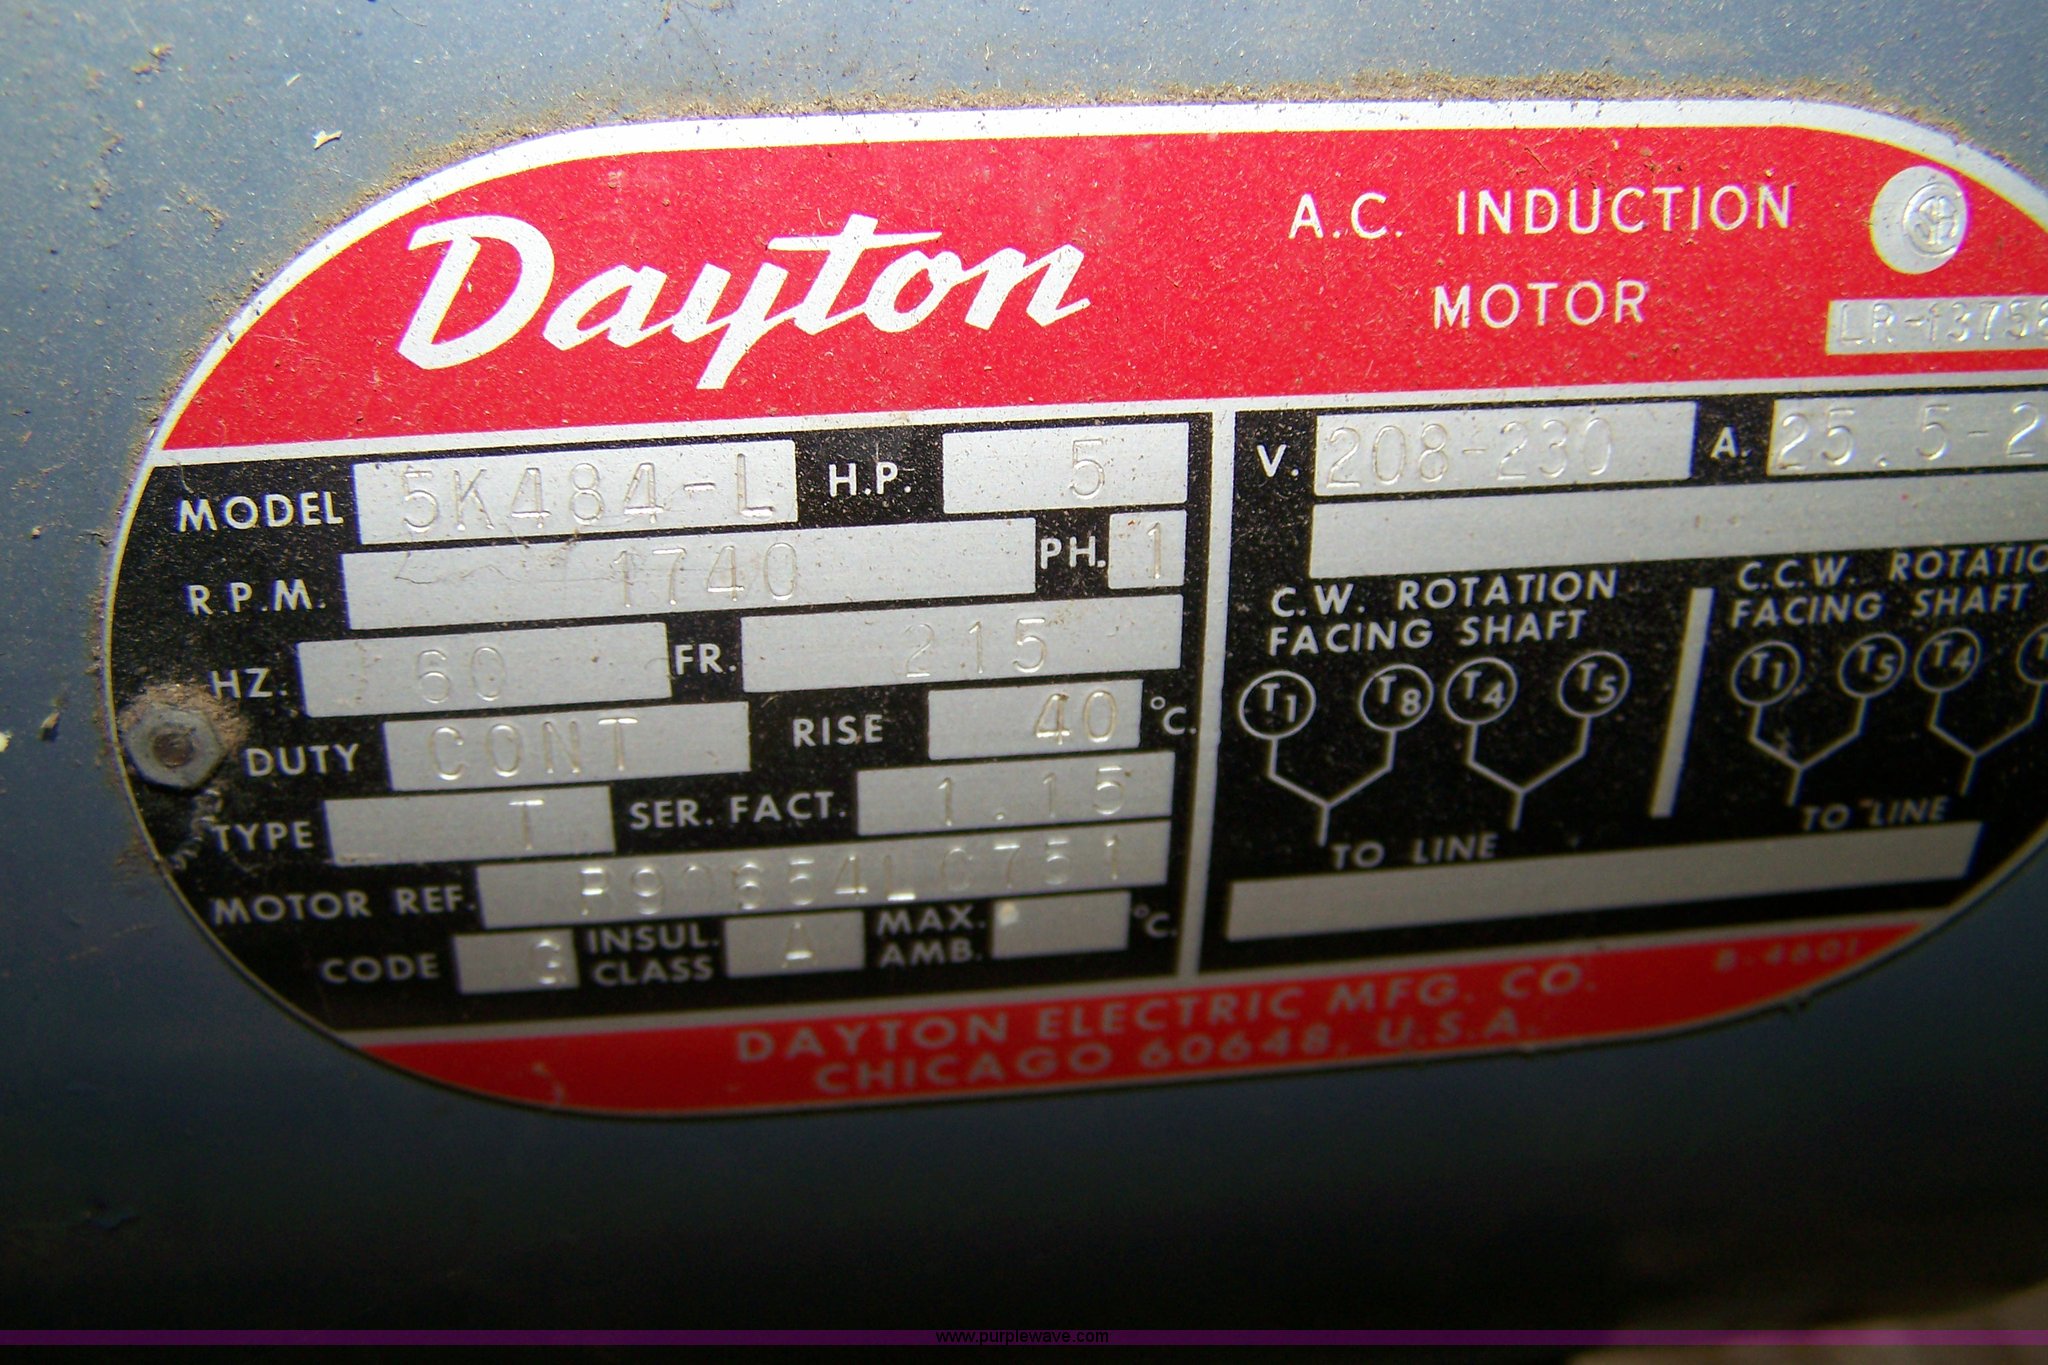 Dayton
A.C. INDUCTION
MOTOR
MODEL 5K484-L H.P. 5
R.P.M. 1740 PH. 1
HZ. 60 FR. 215
DUTY CONT RISE 40 °C.
TYPE T SER. FACT. 1.15
MOTOR REF.
CODE G INSUL. CLASS A MAX. AMB. °C.
V. 208-230 A. 25.5-2
C.W. ROTATION
FACING SHAFT
T1 T8 T4 T5
TO LINE
C.C.W.
FACING SHAFT
T1 T5 T4
TO LINE
DAYTON ELECTRIC MFG. CO.
CHICAGO 60648, U.S.A.
B-4601
www.purplewave.com